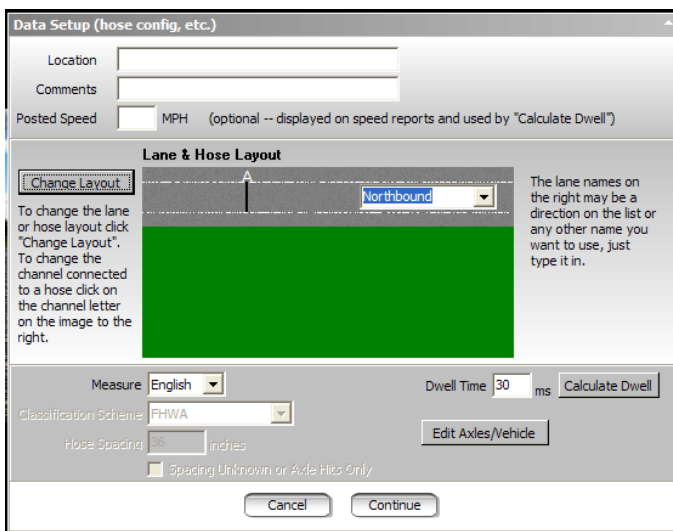 Data Setup (hose config, etc.)
Location
Comments
Posted Speed MPH (optional -- displayed on speed reports and used by "Calculate Dwell")
Lane & Hose Layout
Change Layout
To change the lane
or hose layout click
"Change Layout".
To change the
channel connected
to a hose click on
the channel letter
on the image to the
right.
A
Northbound
The lane names on
the right may be a
direction on the list or
any other name you
want to use, just
type it in.
Measure English
Classification Scheme FHWA
Hose Spacing 36 inches
Spacing Unknown or Axle Hits Only
Dwell Time 30 ms Calculate Dwell
Edit Axles/Vehicle
Cancel Continue